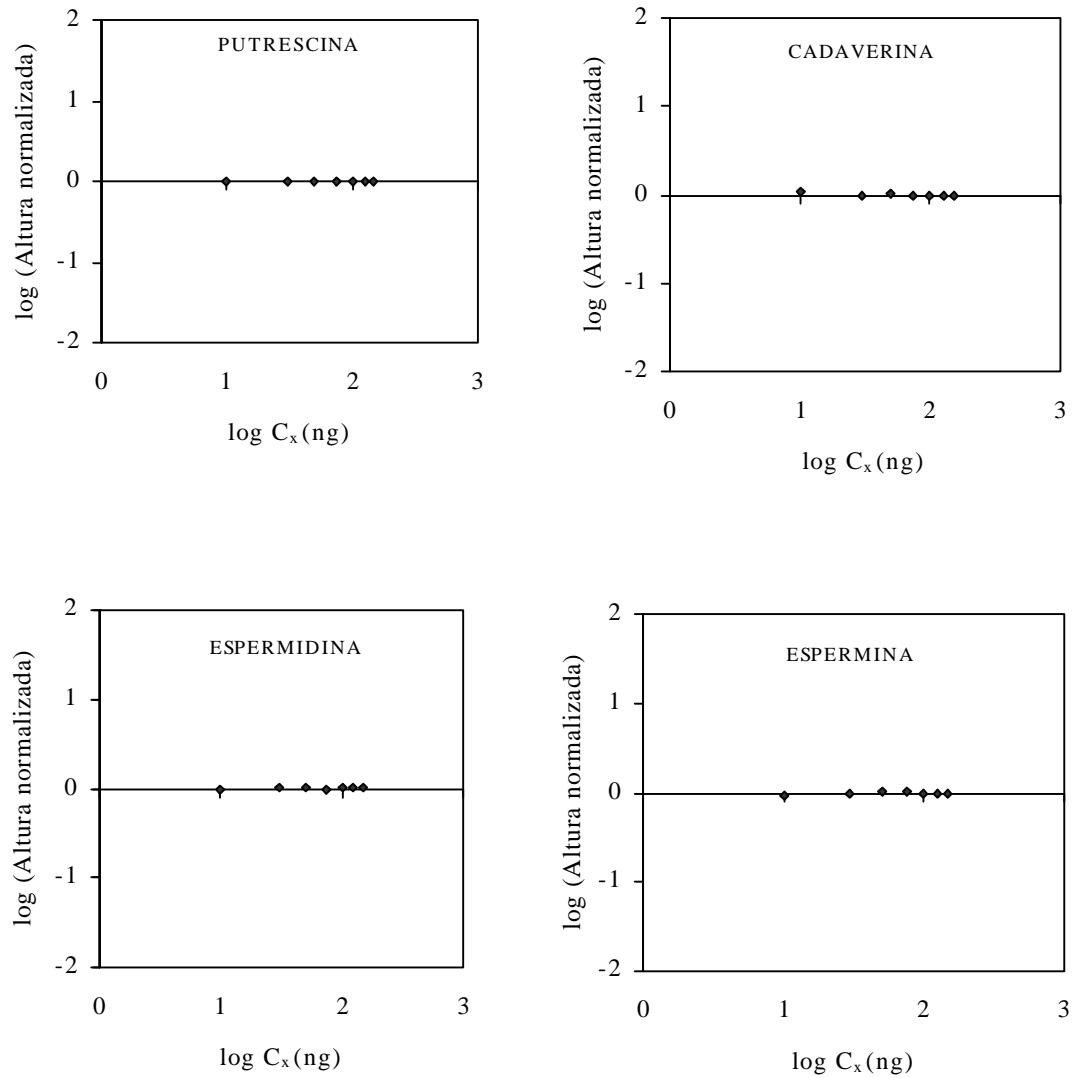 2
PUTRESCINA
1
0
-1
-2
0 1 2 3
log (Altura normalizada)
log Cₓ (ng)
2
CADAVERINA
1
0
-1
-2
0 1 2 3
log (Altura normalizada)
log Cₓ (ng)
2
ESPERMIDINA
1
0
-1
-2
0 1 2 3
log (Altura normalizada)
log Cₓ (ng)
2
ESPERMINA
1
0
-1
-2
0 1 2 3
log (Altura normalizada)
log Cₓ (ng)